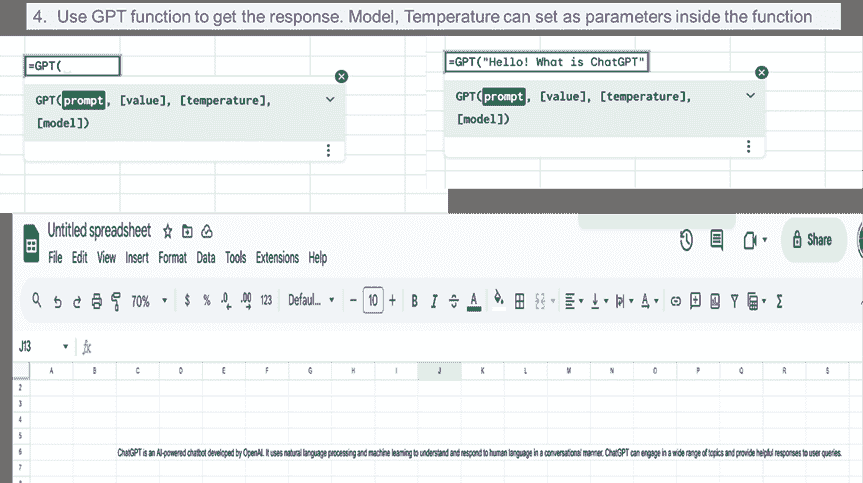 4. Use GPT function to get the response. Model, Temperature can set as parameters inside the function
=GPT(
GPT(prompt, [value], [temperature],
[model])
=GPT("Hello! What is ChatGPT"
GPT(prompt, [value], [temperature],
[model])
Untitled spreadsheet
File Edit View Insert Format Data Tools Extensions Help
Share
70% $ % .0 .00 123 Defaul... - 10 + B I S A
J13 fx
A B C D E F G H I J K L M N O P Q R S
2
3
4
5
6 ChatGPT is an AI-powered chatbot developed by OpenAI. It uses natural language processing and machine learning to understand and respond to human language in a conversational manner. ChatGPT can engage in a wide range of topics and provide helpful responses to user queries.
7